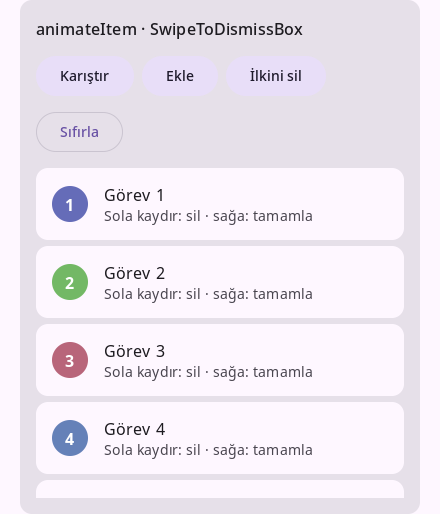 animateItem · SwipeToDismissBox
Karıştır Ekle İlkini sil
Sıfırla
1 Görev 1
Sola kaydır: sil · sağa: tamamla
2 Görev 2
Sola kaydır: sil · sağa: tamamla
3 Görev 3
Sola kaydır: sil · sağa: tamamla
4 Görev 4
Sola kaydır: sil · sağa: tamamla